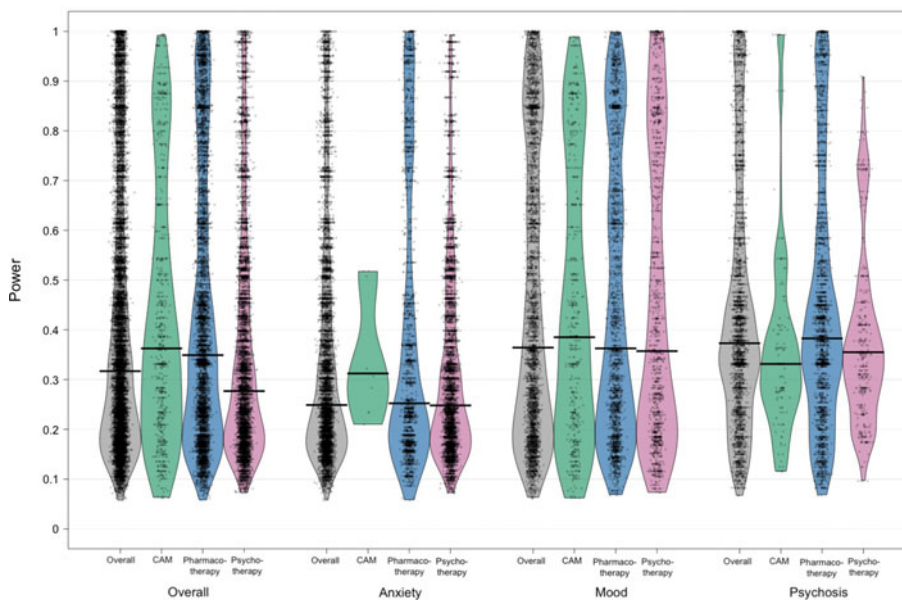 Power
1
0.9
0.8
0.7
0.6
0.5
0.4
0.3
0.2
0.1
0
Overall CAM Pharmaco- Psycho- Overall CAM Pharmaco- Psycho- Overall CAM Pharmaco- Psycho- Overall CAM Pharmaco- Psycho-
therapy therapy therapy therapy therapy therapy therapy therapy
Overall Anxiety Mood Psychosis